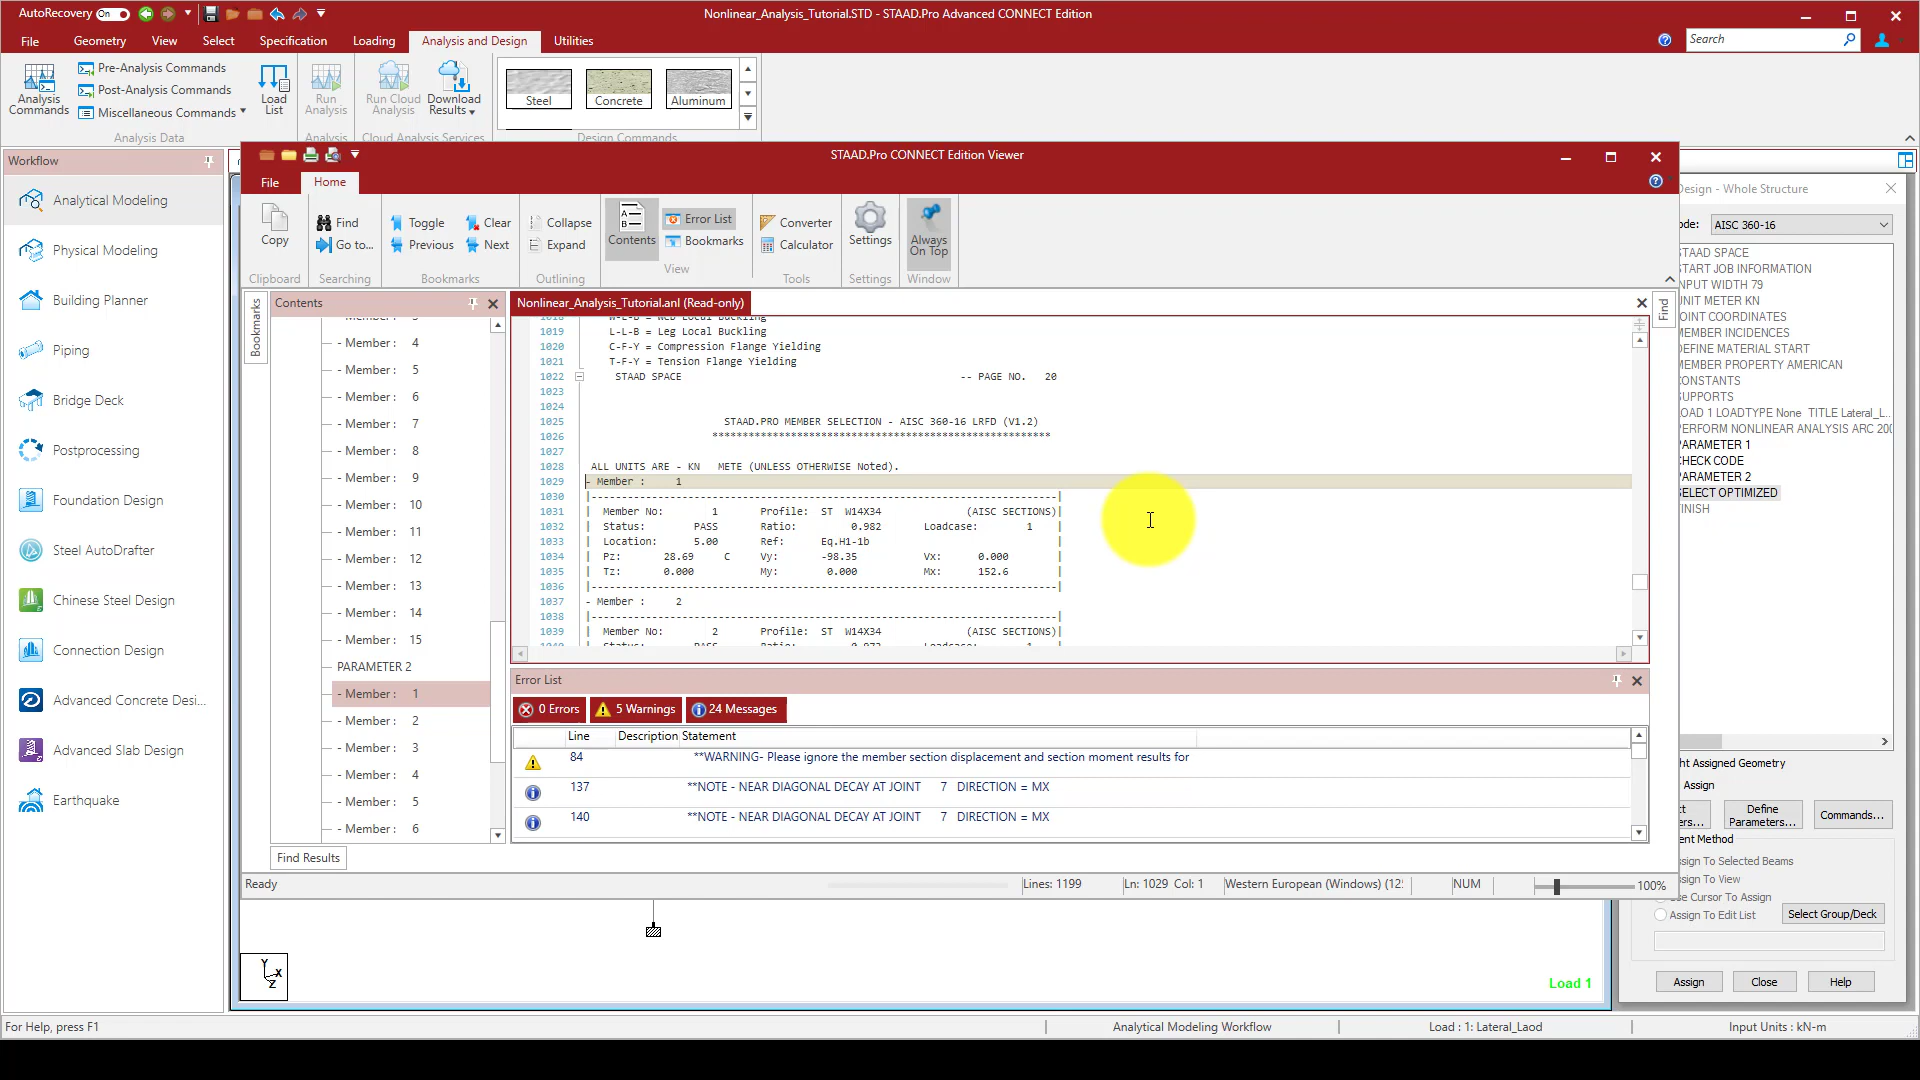 AutoRecovery On
Nonlinear_Analysis_Tutorial.STD - STAAD.Pro Advanced CONNECT Edition
File Geometry View Select Specification Loading Analysis and Design Utilities
Search
Analysis Commands
Pre-Analysis Commands
Post-Analysis Commands
Miscellaneous Commands
Load List
Run Analysis
Run Cloud Analysis
Download Results
Steel
Concrete
Aluminum
Analysis Data
Analysis
Cloud Analysis Services
Design Commands
Workflow
Analytical Modeling
Physical Modeling
Building Planner
Piping
Bridge Deck
Postprocessing
Foundation Design
Steel AutoDrafter
Chinese Steel Design
Connection Design
Advanced Concrete Desi...
Advanced Slab Design
Earthquake
STAAD.Pro CONNECT Edition Viewer
File Home
Copy
Find
Go to...
Toggle
Previous
Clear
Next
Collapse
Expand
Contents
Error List
Bookmarks
Converter
Calculator
Settings
Always On Top
Clipboard Searching Bookmarks Outlining View Tools Settings Window
Bookmarks
Contents
- Member : 4
- Member : 5
- Member : 6
- Member : 7
- Member : 8
- Member : 9
- Member : 10
- Member : 11
- Member : 12
- Member : 13
- Member : 14
- Member : 15
PARAMETER 2
- Member : 1
- Member : 2
- Member : 3
- Member : 4
- Member : 5
- Member : 6
Find Results
Nonlinear_Analysis_Tutorial.anl (Read-only)
Find
1019 L-L-B = Leg Local Buckling
1020 C-F-Y = Compression Flange Yielding
1021 T-F-Y = Tension Flange Yielding
1022 STAAD SPACE -- PAGE NO. 20
1023
1024
1025 STAAD.PRO MEMBER SELECTION - AISC 360-16 LRFD (V1.2)
1026 ********************************************************
1027
1028 ALL UNITS ARE - KN METE (UNLESS OTHERWISE Noted).
1029 - Member : 1
1030 |-----------------------------------------------------------------------------|
1031 | Member No: 1 Profile: ST W14X34 (AISC SECTIONS)|
1032 | Status: PASS Ratio: 0.982 Loadcase: 1 |
1033 | Location: 5.00 Ref: Eq.H1-1b |
1034 | Pz: 28.69 C Vy: -98.35 Vx: 0.000 |
1035 | Tz: 0.000 My: 0.000 Mx: 152.6 |
1036 |-----------------------------------------------------------------------------|
1037 - Member : 2
1038 |-----------------------------------------------------------------------------|
1039 | Member No: 2 Profile: ST W14X34 (AISC SECTIONS)|
Error List
0 Errors 5 Warnings 24 Messages
Line Description Statement
84 **WARNING- Please ignore the member section displacement and section moment results for
137 **NOTE - NEAR DIAGONAL DECAY AT JOINT 7 DIRECTION = MX
140 **NOTE - NEAR DIAGONAL DECAY AT JOINT 7 DIRECTION = MX
Ready
Lines: 1199
Ln: 1029 Col: 1
Western European (Windows) (12
NUM
100%
Design - Whole Structure
AISC 360-16
STAAD SPACE
START JOB INFORMATION
INPUT WIDTH 79
UNIT METER KN
JOINT COORDINATES
MEMBER INCIDENCES
DEFINE MATERIAL START
MEMBER PROPERTY AMERICAN
CONSTANTS
SUPPORTS
LOAD 1 LOADTYPE None TITLE Lateral_L...
PERFORM NONLINEAR ANALYSIS ARC 200
PARAMETER 1
CHECK CODE
PARAMETER 2
SELECT OPTIMIZED
FINISH
ht Assigned Geometry
Assign
Define Parameters...
Commands...
Assign To Selected Beams
Assign To View
Use Cursor To Assign
Assign To Edit List
Select Group/Deck
Assign
Close
Help
Y
X
Z
Load 1
For Help, press F1
Analytical Modeling Workflow
Load : 1: Lateral_Laod
Input Units : kN-m